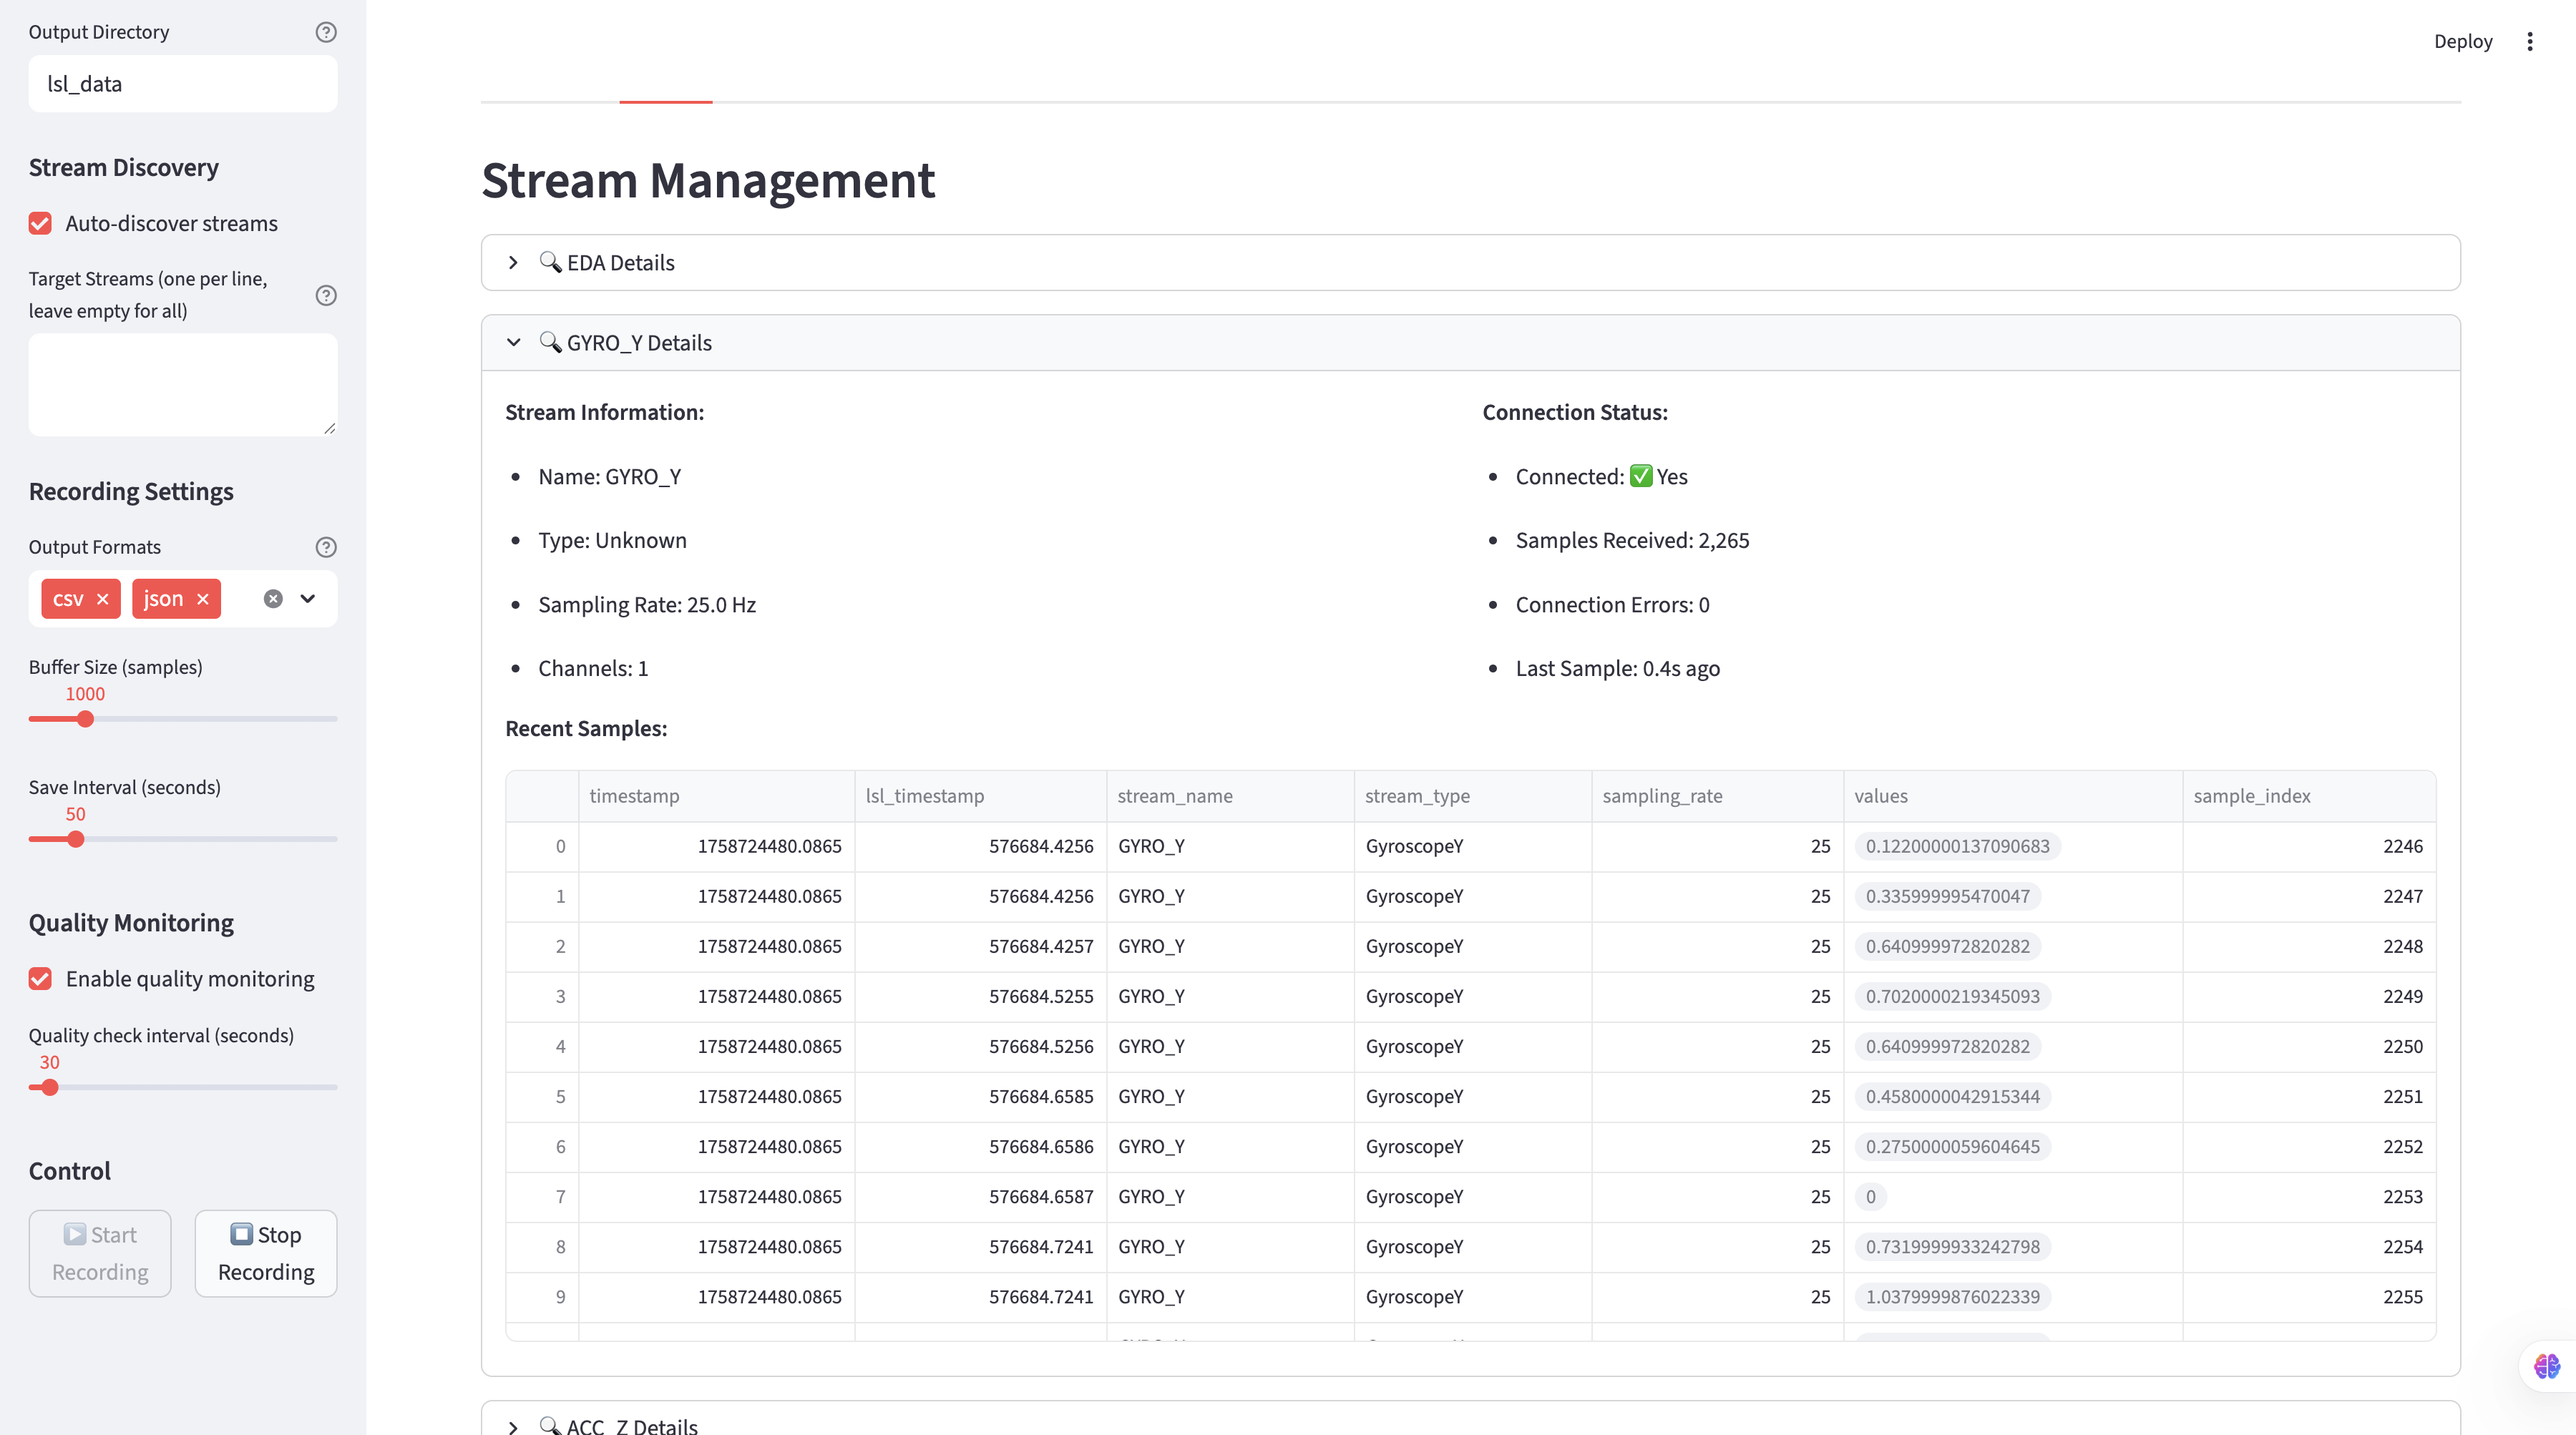 Output Directory
lsl_data
Stream Discovery
Auto-discover streams
Target Streams (one per line,
leave empty for all)
Recording Settings
Output Formats
csv
json
Buffer Size (samples)
1000
Save Interval (seconds)
50
Quality Monitoring
Enable quality monitoring
Quality check interval (seconds)
30
Control
Start
Recording
Stop
Recording
Deploy
Stream Management
EDA Details
GYRO_Y Details
Stream Information:
Name: GYRO_Y
Type: Unknown
Sampling Rate: 25.0 Hz
Channels: 1
Connection Status:
Connected: ✅ Yes
Samples Received: 2,265
Connection Errors: 0
Last Sample: 0.4s ago
Recent Samples:
timestamp lsl_timestamp stream_name stream_type sampling_rate values sample_index
0 1758724480.0865 576684.4256 GYRO_Y GyroscopeY 25 0.12200000137090683 2246
1 1758724480.0865 576684.4256 GYRO_Y GyroscopeY 25 0.335999995470047 2247
2 1758724480.0865 576684.4257 GYRO_Y GyroscopeY 25 0.640999972820282 2248
3 1758724480.0865 576684.5255 GYRO_Y GyroscopeY 25 0.7020000219345093 2249
4 1758724480.0865 576684.5256 GYRO_Y GyroscopeY 25 0.640999972820282 2250
5 1758724480.0865 576684.6585 GYRO_Y GyroscopeY 25 0.4580000042915344 2251
6 1758724480.0865 576684.6586 GYRO_Y GyroscopeY 25 0.2750000059604645 2252
7 1758724480.0865 576684.6587 GYRO_Y GyroscopeY 25 0 2253
8 1758724480.0865 576684.7241 GYRO_Y GyroscopeY 25 0.7319999933242798 2254
9 1758724480.0865 576684.7241 GYRO_Y GyroscopeY 25 1.0379999876022339 2255
ACC_Z Details